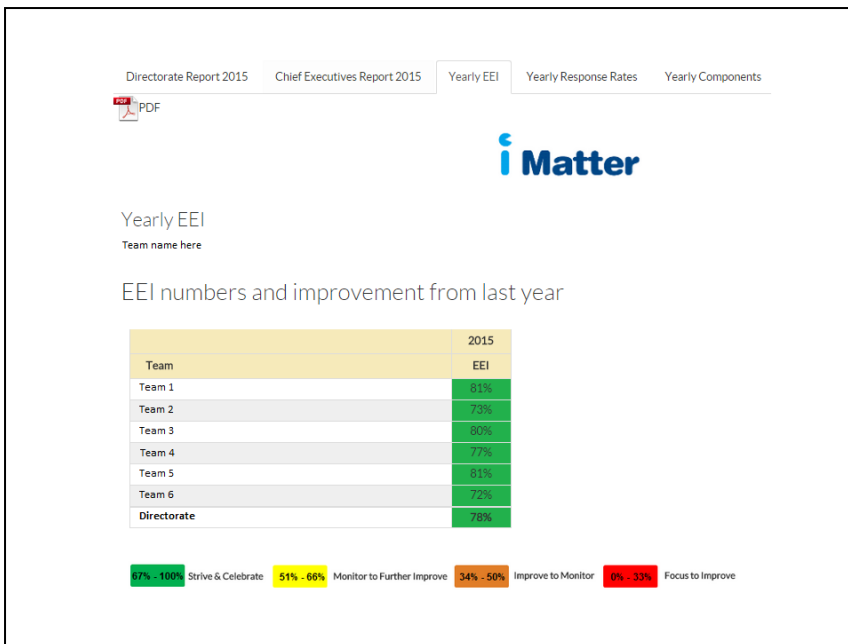 Directorate Report 2015 Chief Executives Report 2015 Yearly EEI Yearly Response Rates Yearly Components
PDF PDF
i Matter
Yearly EEI
Team name here
EEI numbers and improvement from last year
2015
Team EEI
Team 1 81%
Team 2 73%
Team 3 80%
Team 4 77%
Team 5 81%
Team 6 72%
Directorate 78%
67% - 100% Strive & Celebrate 51% - 66% Monitor to Further Improve 34% - 50% Improve to Monitor 0% - 33% Focus to Improve